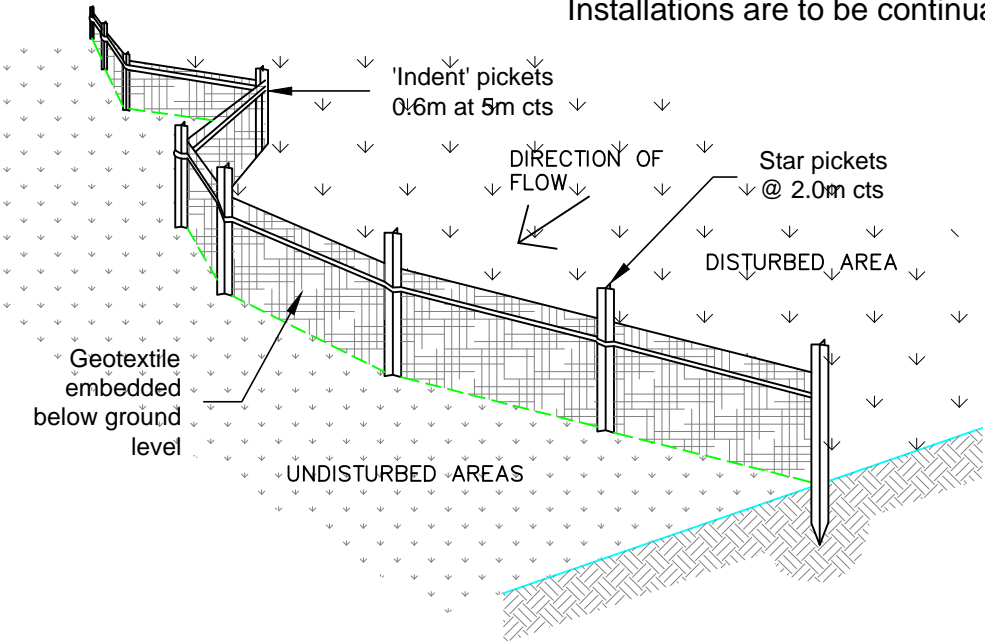 Installations are to be
'Indent' pickets
0.6m at 5m cts
DIRECTION OF
FLOW
Star pickets
@ 2.0m cts
DISTURBED AREA
Geotextile
embedded
below ground
level
UNDISTURBED AREAS